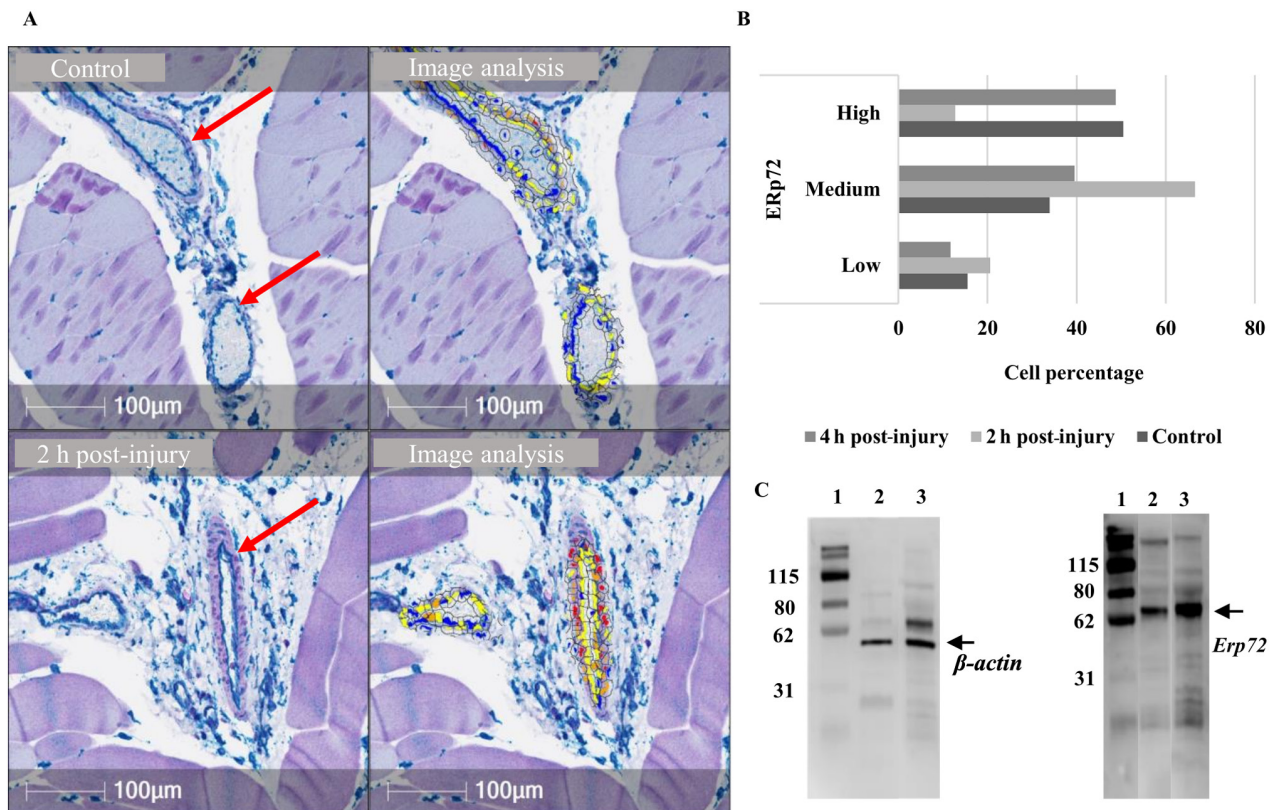 A
Control
Image analysis
100µm
100µm
2 h post-injury
Image analysis
100µm
100µm
B
ERp72
High
Medium
Low
0 20 40 60 80
Cell percentage
4 h post-injury 2 h post-injury Control
C
1 2 3
115
80
62
31
β-actin
1 2 3
115
80
62
31
Erp72